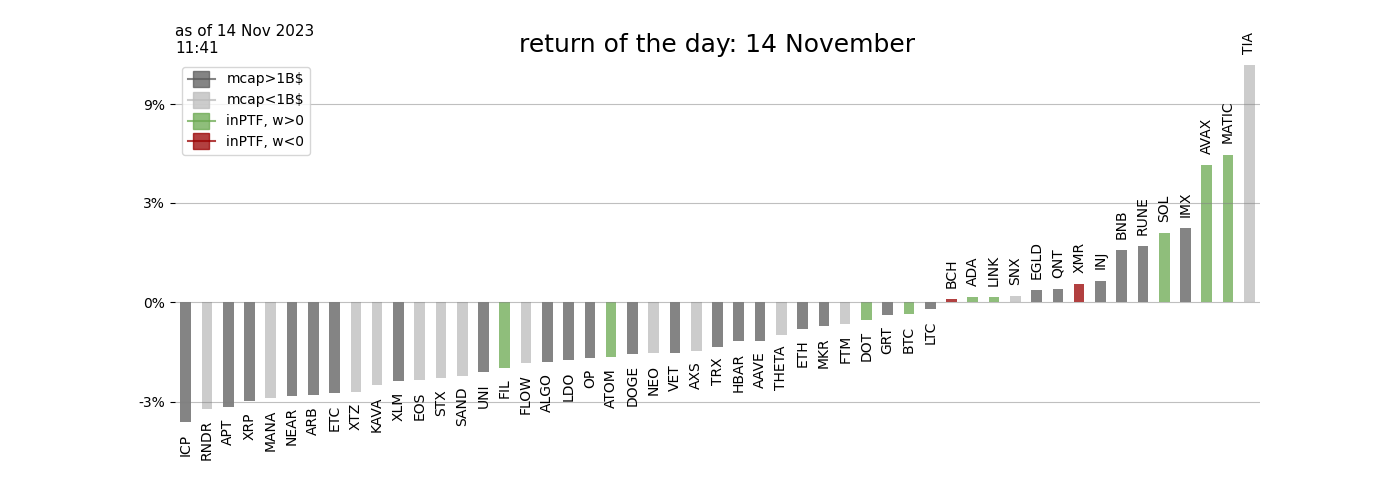 as of 14 Nov 2023
11:41
return of the day: 14 November
mcap>1B$
mcap<1B$
inPTF, w>0
inPTF, w<0
9%
3%
0%
-3%
ICP
RNDR
APT
XRP
MANA
NEAR
ARB
ETC
XTZ
KAVA
XLM
EOS
STX
SAND
UNI
FIL
FLOW
ALGO
LDO
OP
ATOM
DOGE
NEO
VET
AXS
TRX
HBAR
AAVE
THETA
ETH
MKR
FTM
DOT
GRT
BTC
LTC
BCH
ADA
LINK
SNX
EGLD
QNT
XMR
INJ
BNB
RUNE
SOL
IMX
AVAX
MATIC
TIA